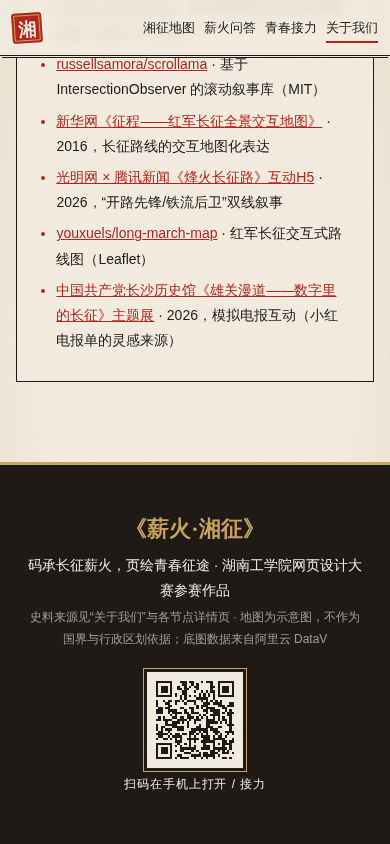 湘
湘征地图 薪火问答 青春接力 关于我们
russellsamora/scrollama · 基于
IntersectionObserver 的滚动叙事库（MIT）
新华网《征程——红军长征全景交互地图》 ·
2016，长征路线的交互地图化表达
光明网 × 腾讯新闻《烽火长征路》互动H5 ·
2026，“开路先锋/铁流后卫”双线叙事
youxuels/long-march-map · 红军长征交互式路
线图（Leaflet）
中国共产党长沙历史馆《雄关漫道——数字里
的长征》主题展 · 2026，模拟电报互动（小红
电报单的灵感来源）
《薪火·湘征》
码承长征薪火，页绘青春征途 · 湖南工学院网页设计大
赛参赛作品
史料来源见“关于我们”与各节点详情页 · 地图为示意图，不作为
国界与行政区划依据；底图数据来自阿里云 DataV
扫码在手机上打开 / 接力